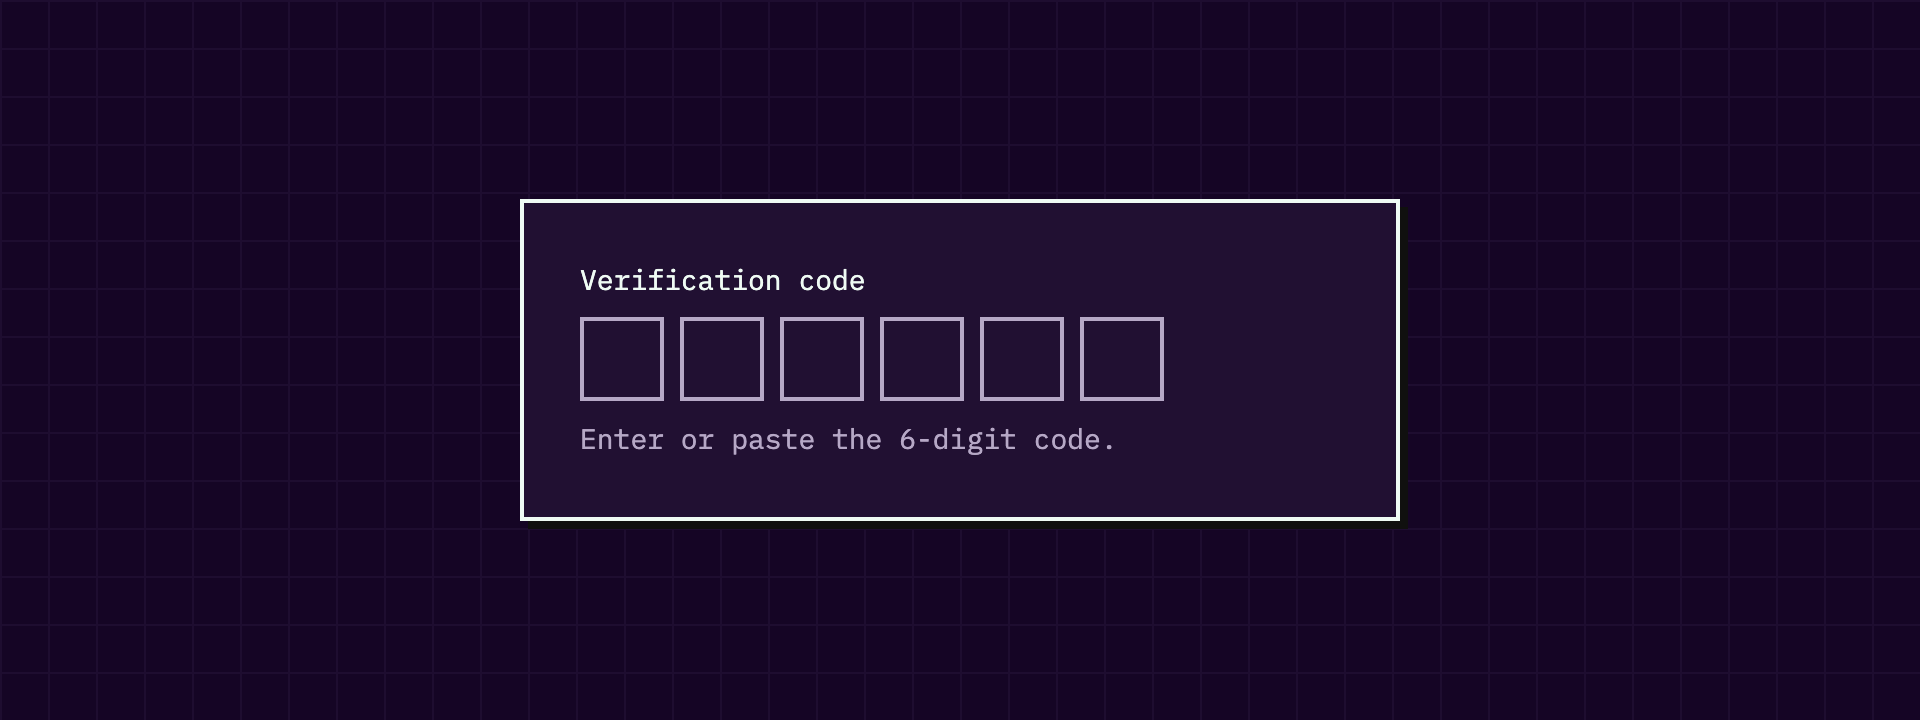 Verification code
Enter or paste the 6-digit code.